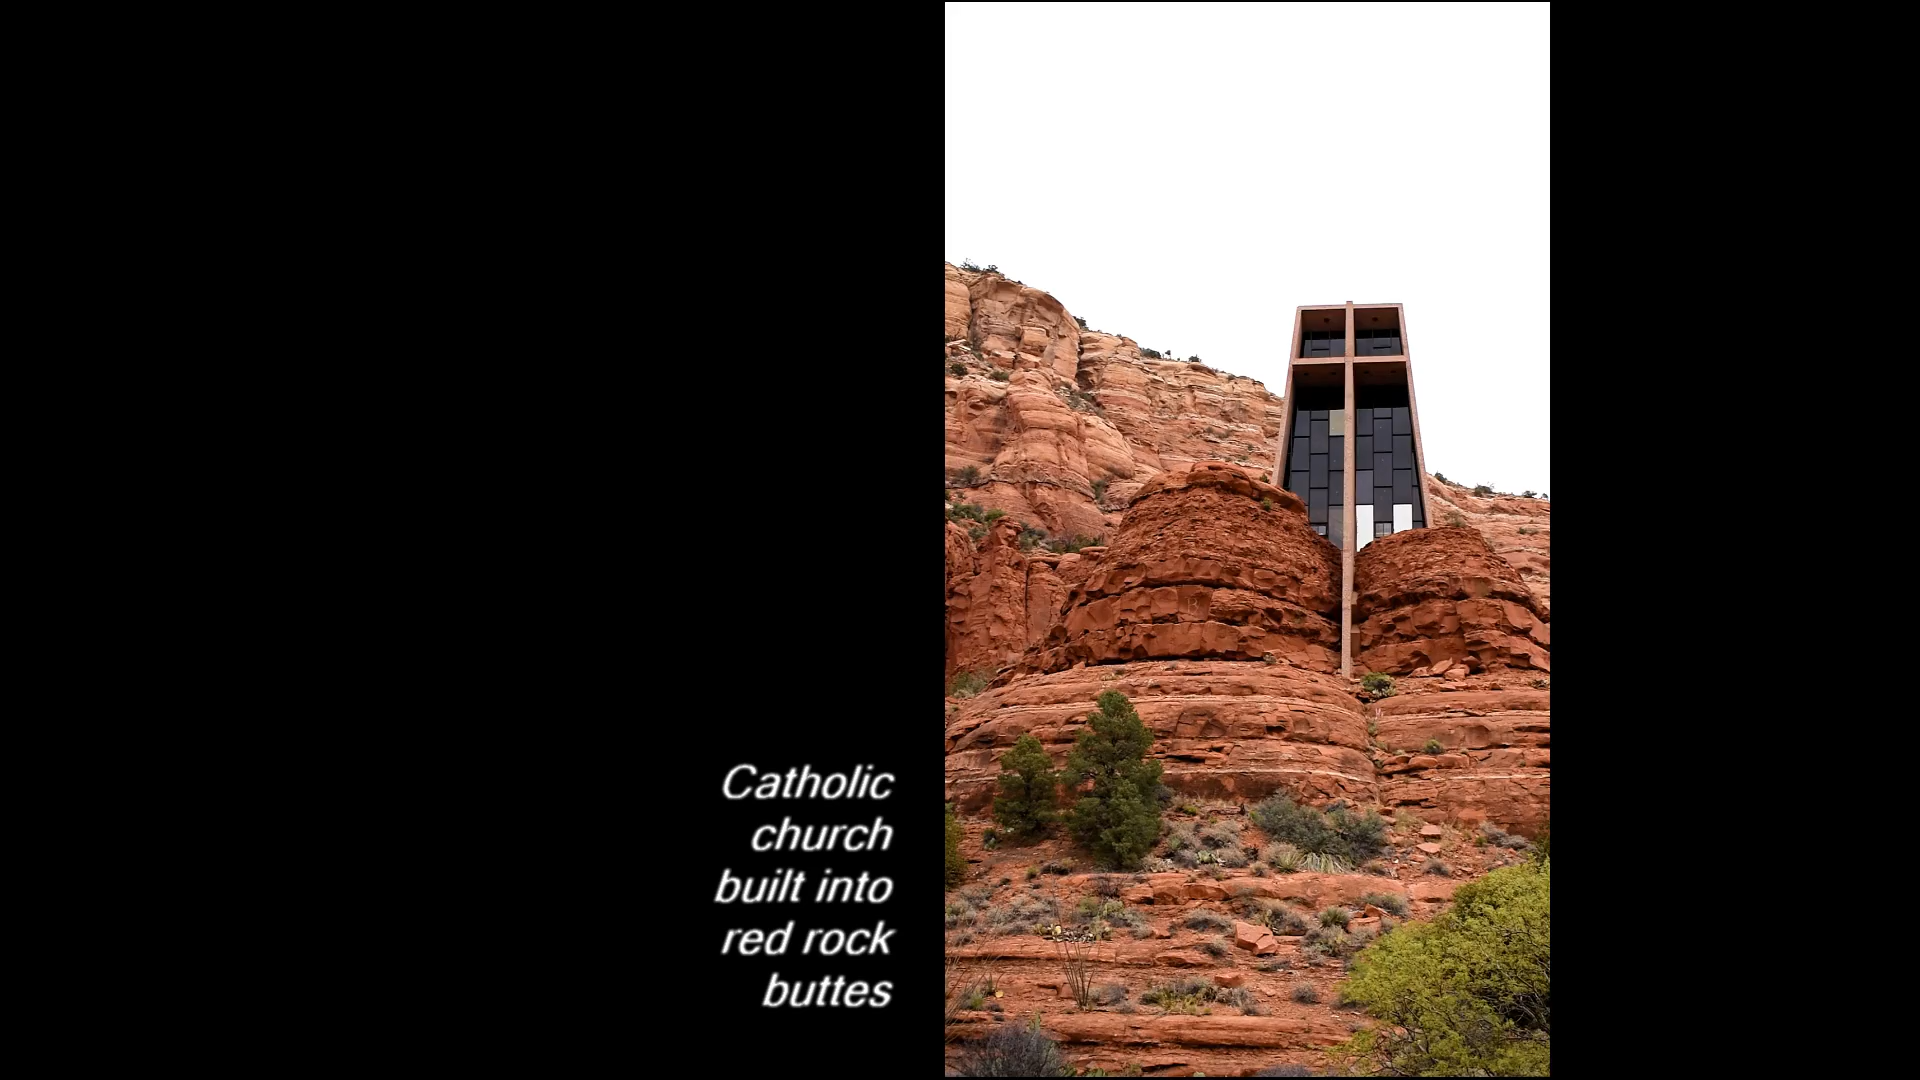 Catholic
church
built into
red rock
buttes